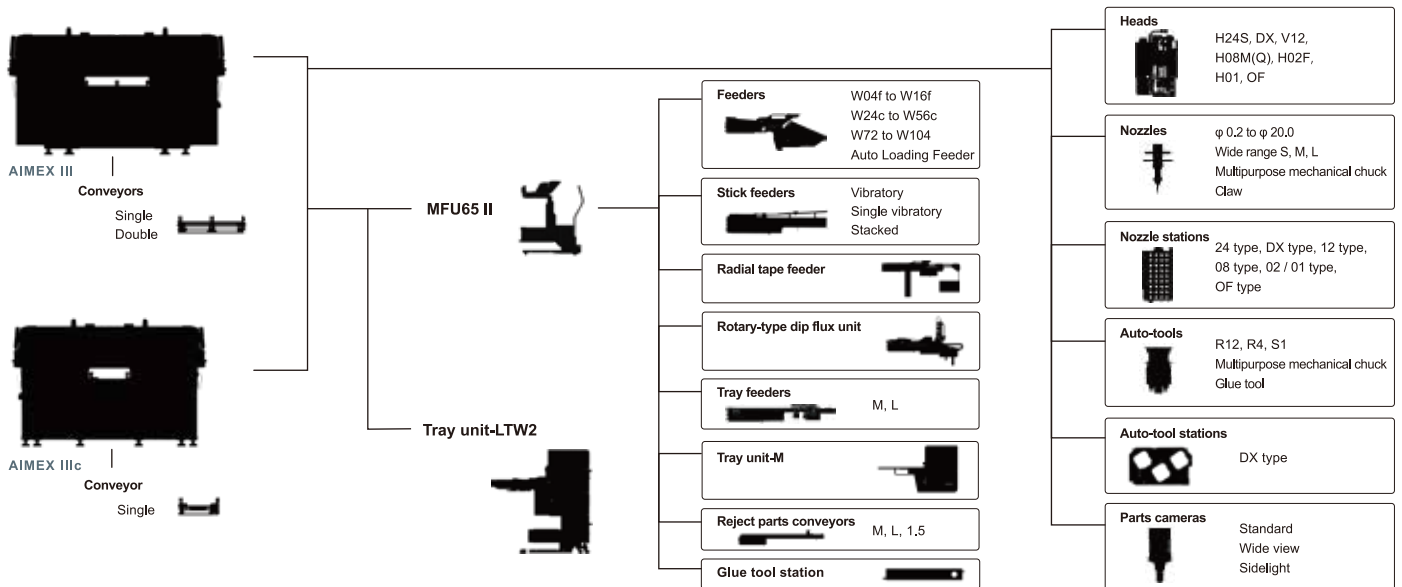 AIMEX III
Conveyors
Single
Double
AIMEX IIIc
Conveyor
Single
MFU65 II
Tray unit-LTW2
Feeders
W04f to W16f
W24c to W56c
W72 to W104
Auto Loading Feeder
Stick feeders
Vibratory
Single vibratory
Stacked
Radial tape feeder
Rotary-type dip flux unit
Tray feeders
M, L
Tray unit-M
Reject parts conveyors
M, L, 1.5
Glue tool station
Heads
H24S, DX, V12,
H08M(Q), H02F,
H01, OF
Nozzles
φ 0.2 to φ 20.0
Wide range S, M, L
Multipurpose mechanical chuck
Claw
Nozzle stations
24 type, DX type, 12 type,
08 type, 02 / 01 type,
OF type
Auto-tools
R12, R4, S1
Multipurpose mechanical chuck
Glue tool
Auto-tool stations
DX type
Parts cameras
Standard
Wide view
Sidelight